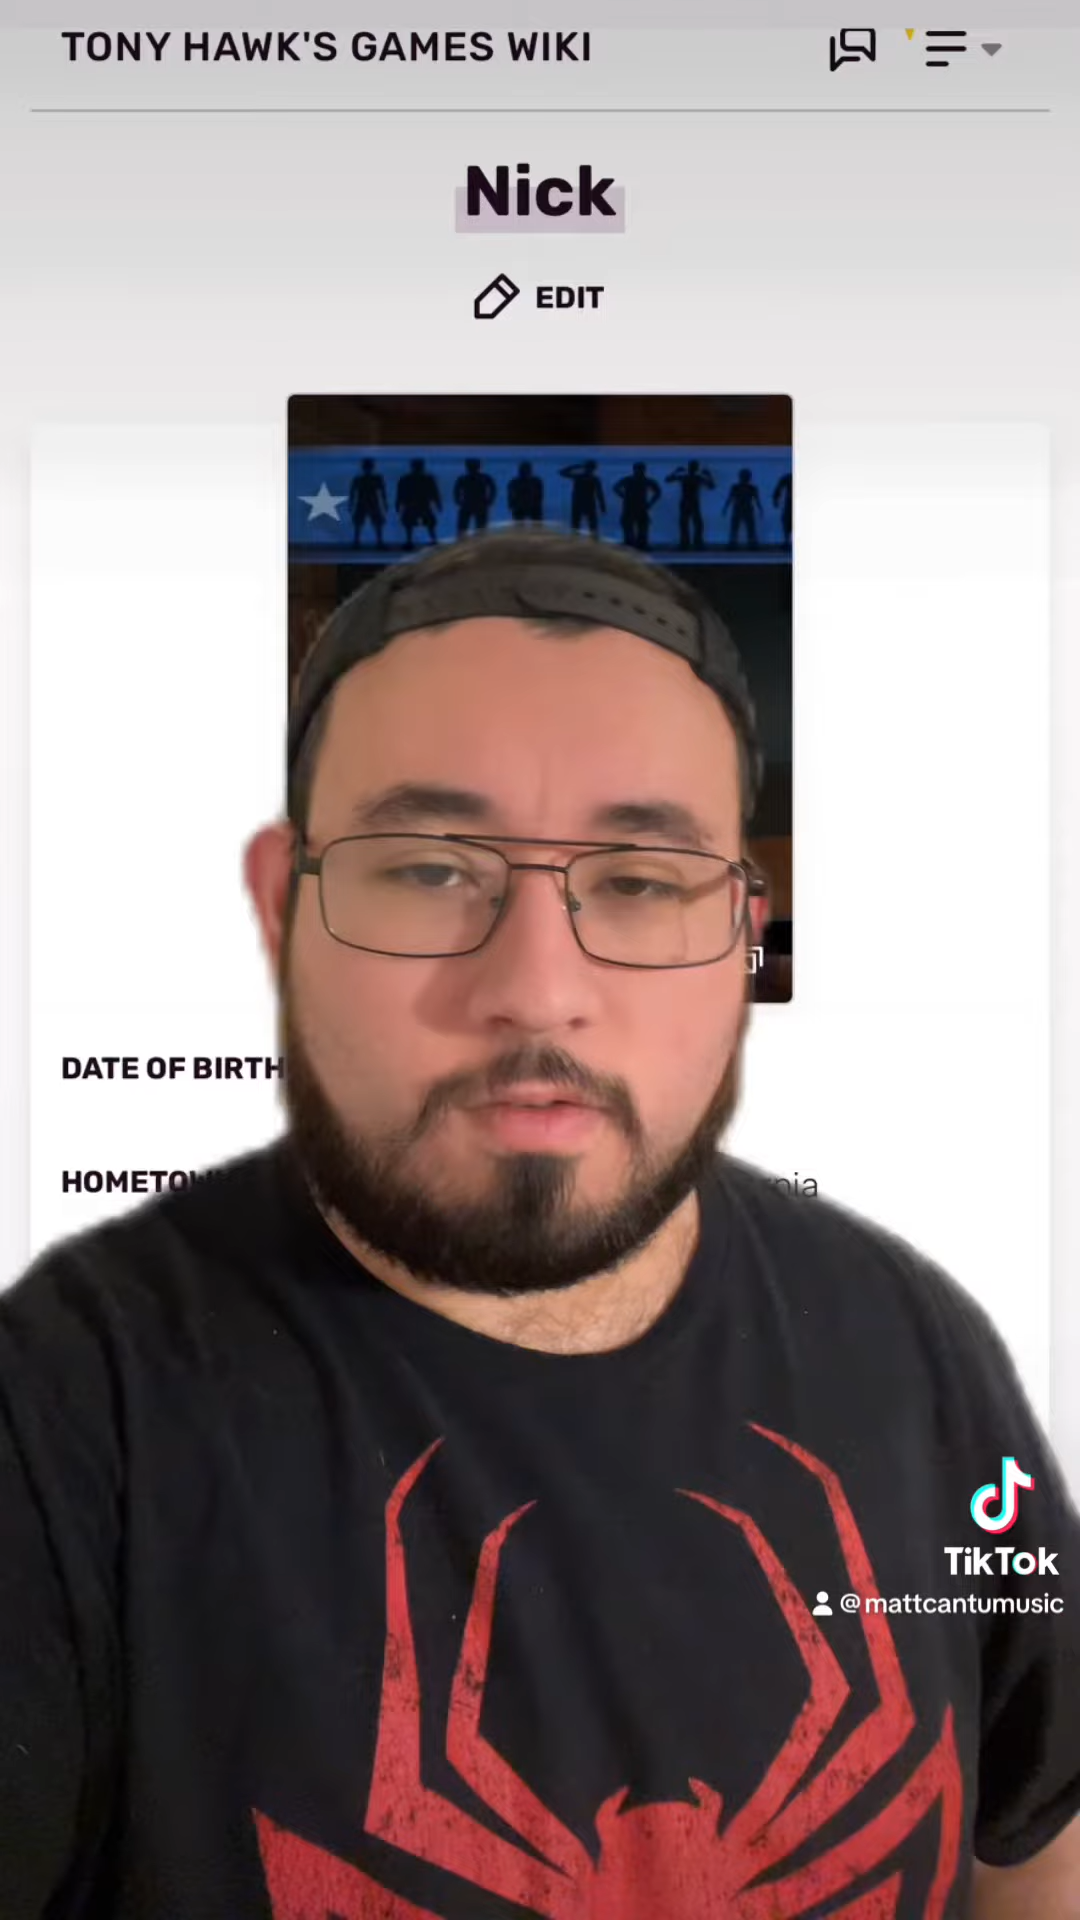 TONY HAWK'S GAMES WIKI
Nick
EDIT
DATE OF BIRTH
TikTok
@mattcantumusic